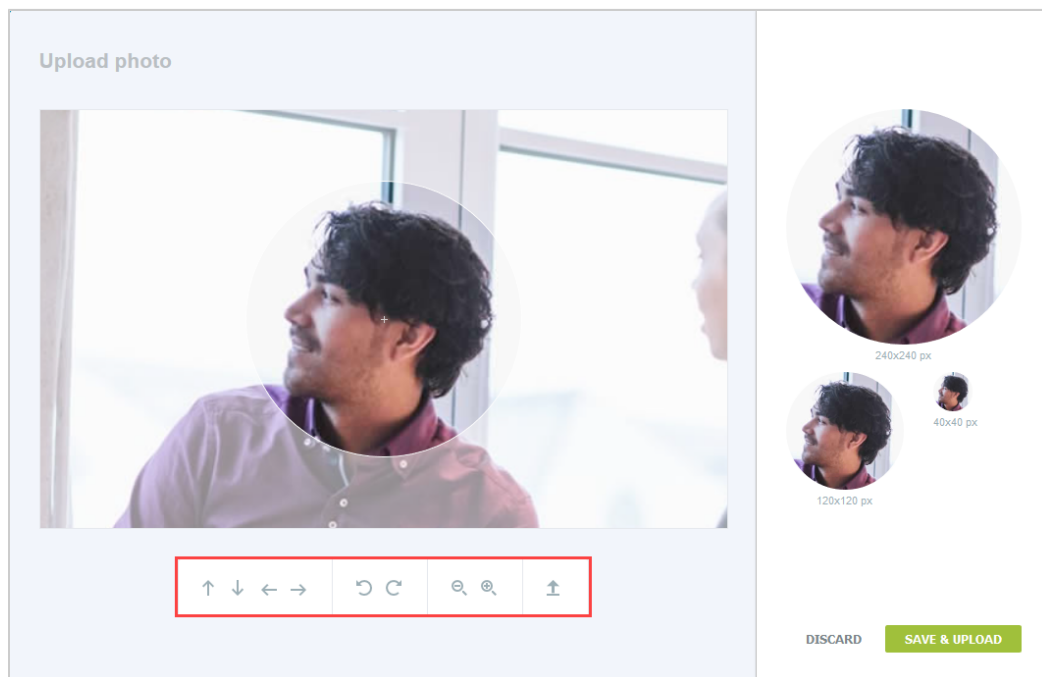 Upload photo
240x240 px
40x40 px
120x120 px
DISCARD
SAVE & UPLOAD